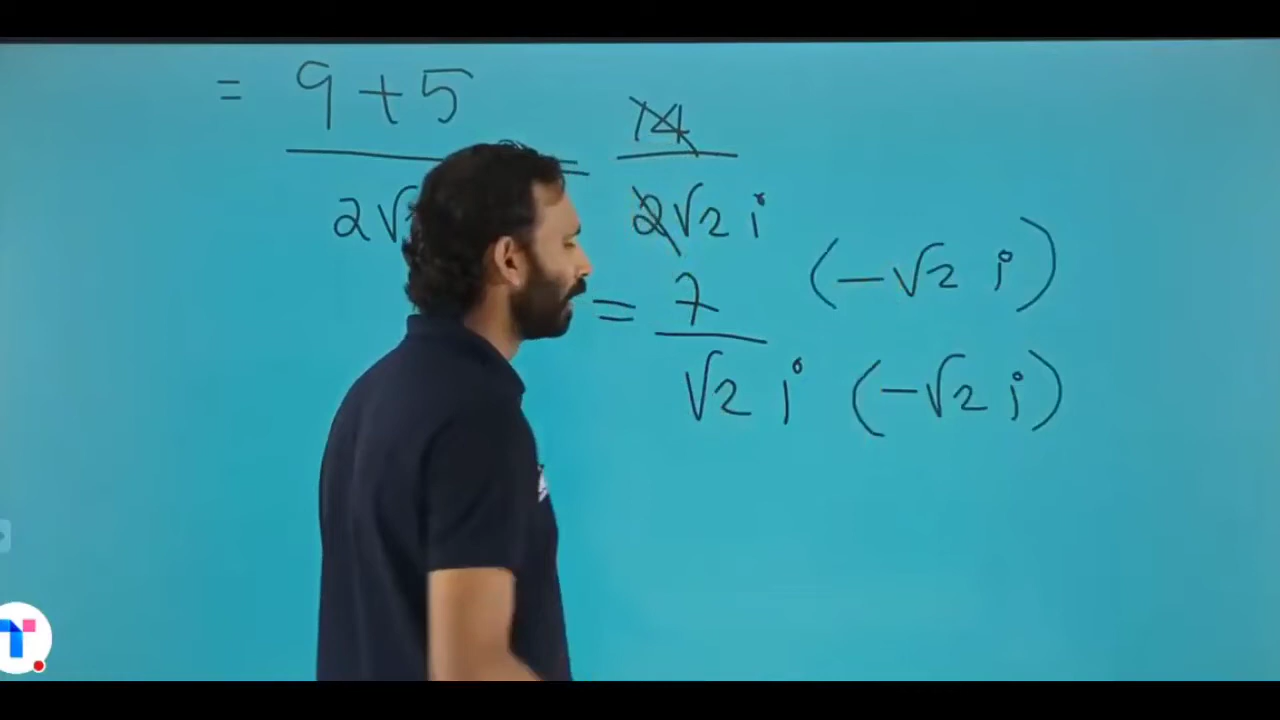 = 9 + 5 / 2√ = 14 / 2√2 i
= 7 (-√2 i) / √2 i (-√2 i)